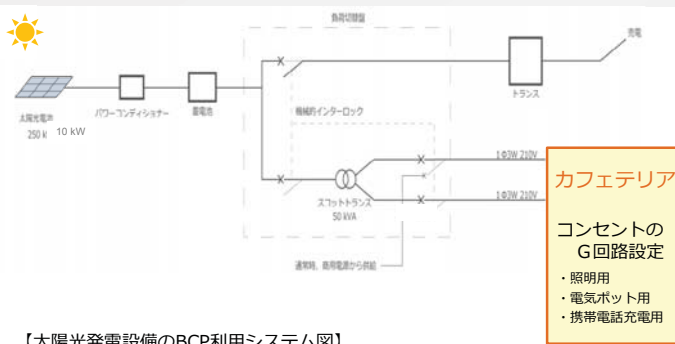 負荷切替盤
売電
トランス
太陽光電池
250 k 10 kW
パワーコンディショナー
蓄電池
機械的インターロック
1Φ3W 210V
スコットトランス
50 kVA
1Φ3W 210V
通常時、商用電源から供給
カフェテリア
コンセントの
G回路設定
・照明用
・電気ポット用
・携帯電話充電用
【太陽光発電設備のBCP利用システム図】